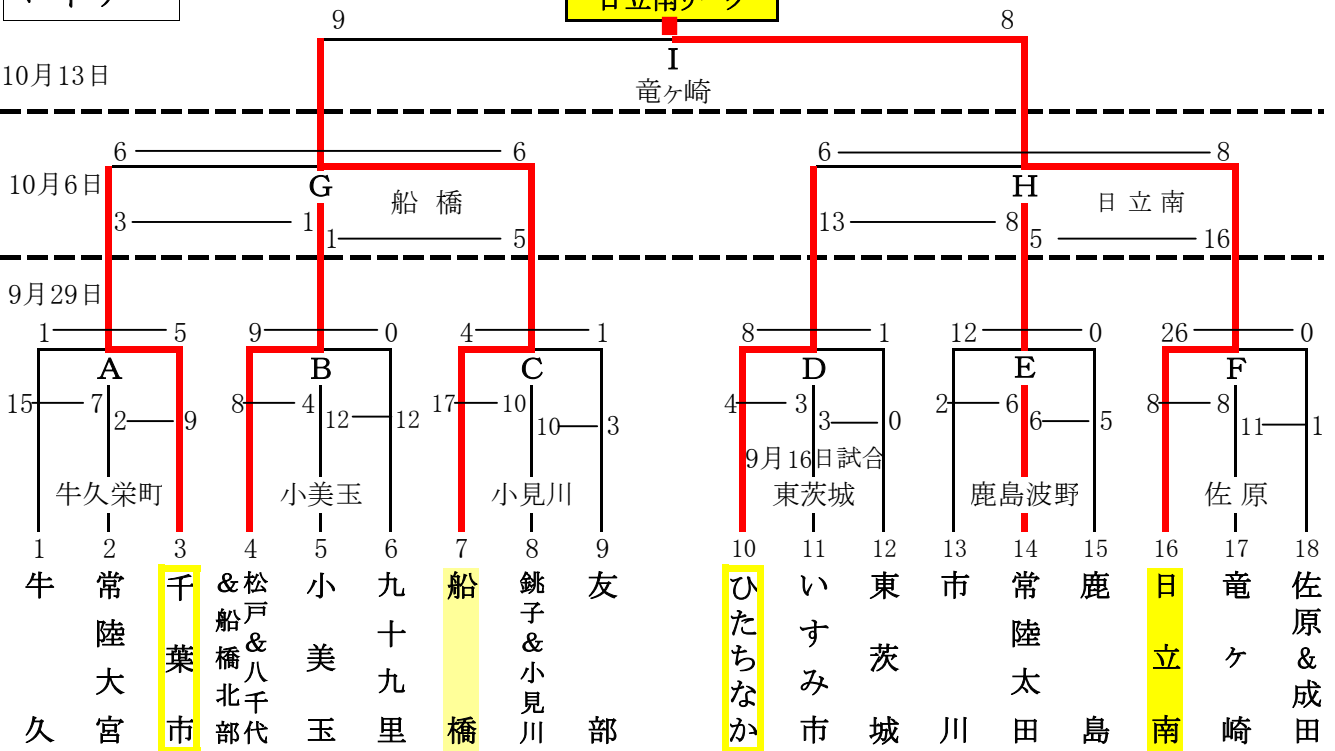 9
8
I
10月13日
竜ヶ崎
6
6
6
8
10月6日
G
船橋
H
日立南
3
1
13
8
1
5
5
16
9月29日
1
5
9
0
4
1
8
1
12
0
26
0
A
B
C
D
E
F
15
7
8
4
17
10
4
3
2
6
8
8
2
9
12
12
10
3
3
0
6
5
11
1
9月16日試合
牛久栄町
小美玉
小見川
東茨城
鹿島波野
佐原
1
2
3
4
5
6
7
8
9
10
11
12
13
14
15
16
17
18
牛久
常陸大宮
千葉市
松戸&八千代
&船橋北部
小美玉
九十九里
船橋
銚子&小見川
友部
ひたちなか
いすみ市
東茨城
市川
常陸太田
鹿島
日立南
竜ヶ崎
佐原&成田